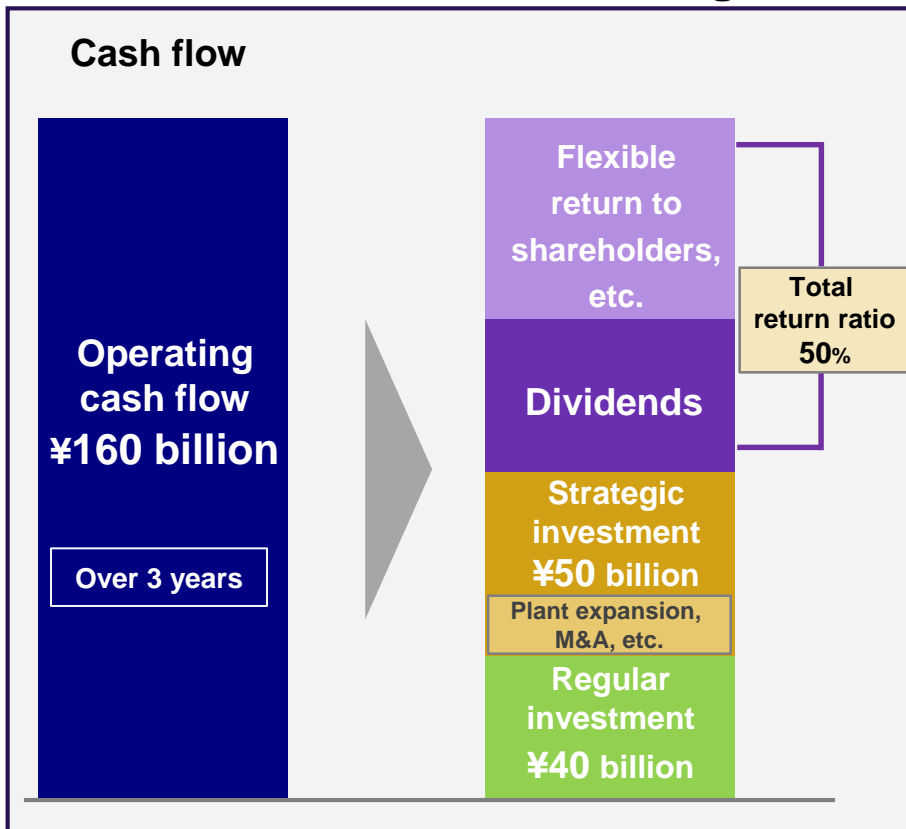 Cash flow
Operating
cash flow
¥160 billion
Over 3 years
Flexible
return to
shareholders,
etc.
Dividends
Strategic
investment
¥50 billion
Plant expansion,
M&A, etc.
Regular
investment
¥40 billion
Total
return ratio
50%